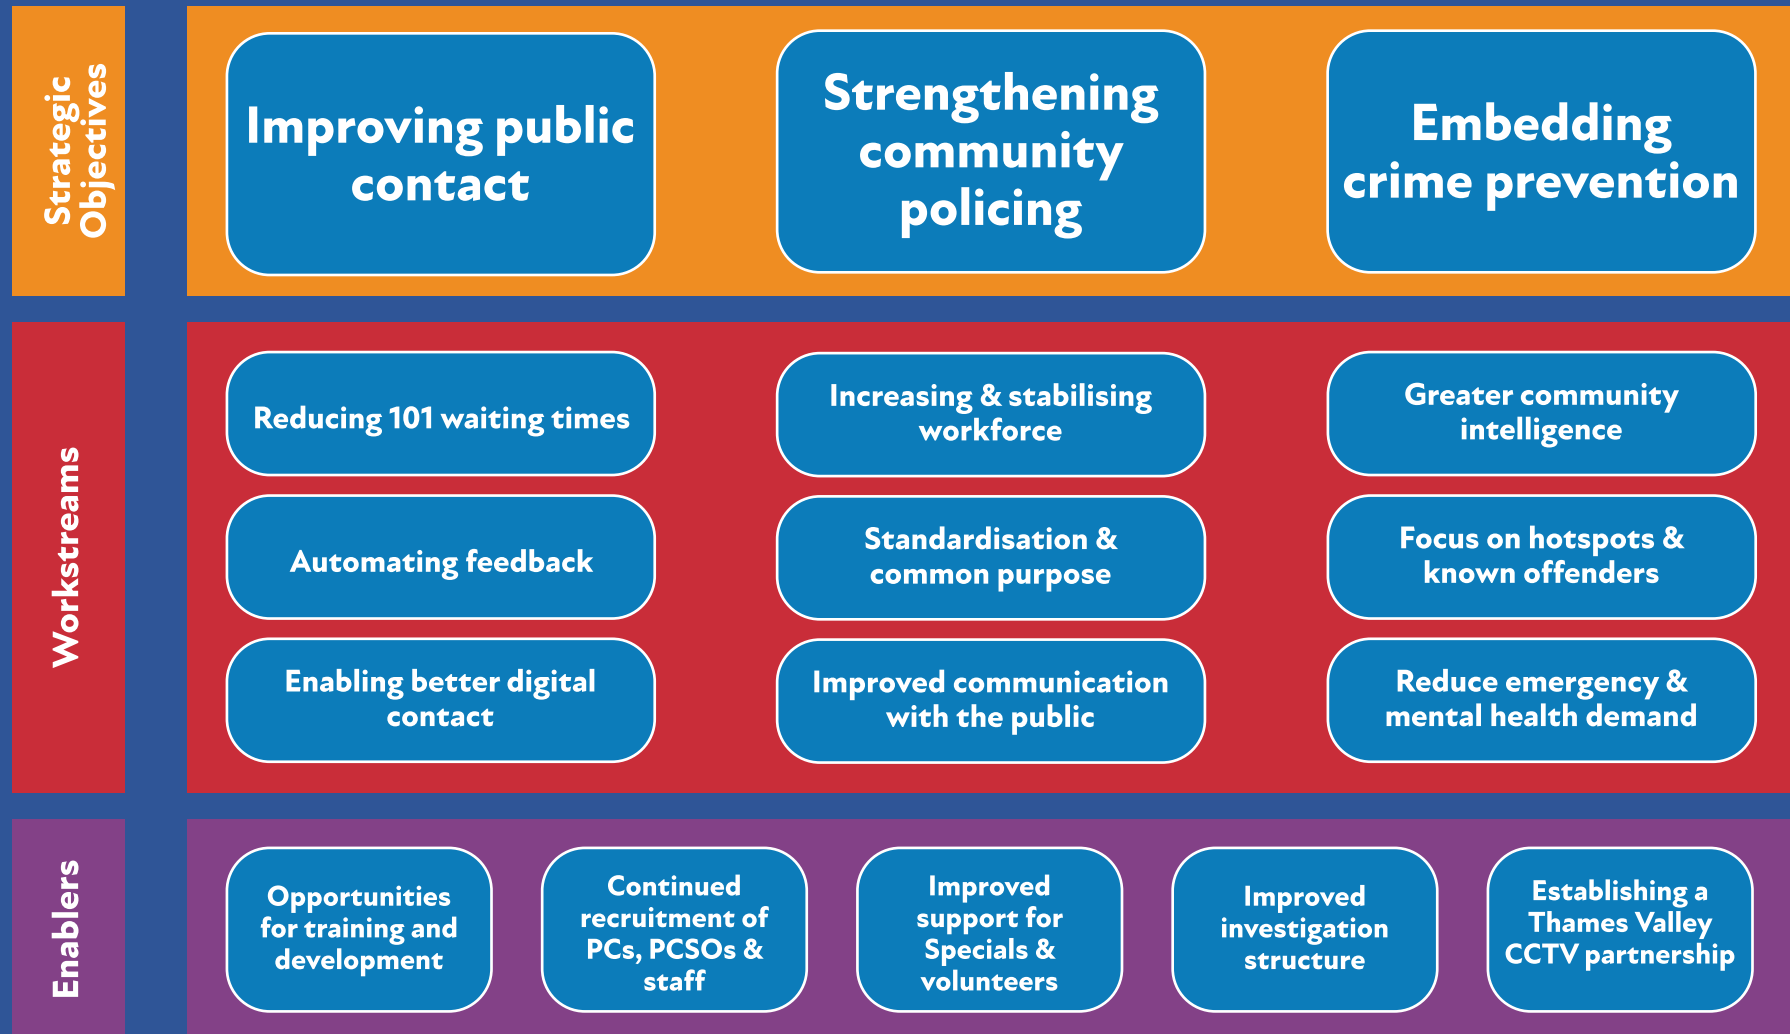 Strategic
Objectives
Improving public
contact
Strengthening
community
policing
Embedding
crime prevention
Workstreams
Reducing 101 waiting times
Automating feedback
Enabling better digital
contact
Increasing & stabilising
workforce
Standardisation &
common purpose
Improved communication
with the public
Greater community
intelligence
Focus on hotspots &
known offenders
Reduce emergency &
mental health demand
Enablers
Opportunities
for training and
development
Continued
recruitment of
PCs, PCSOs &
staff
Improved
support for
Specials &
volunteers
Improved
investigation
structure
Establishing a
Thames Valley
CCTV partnership